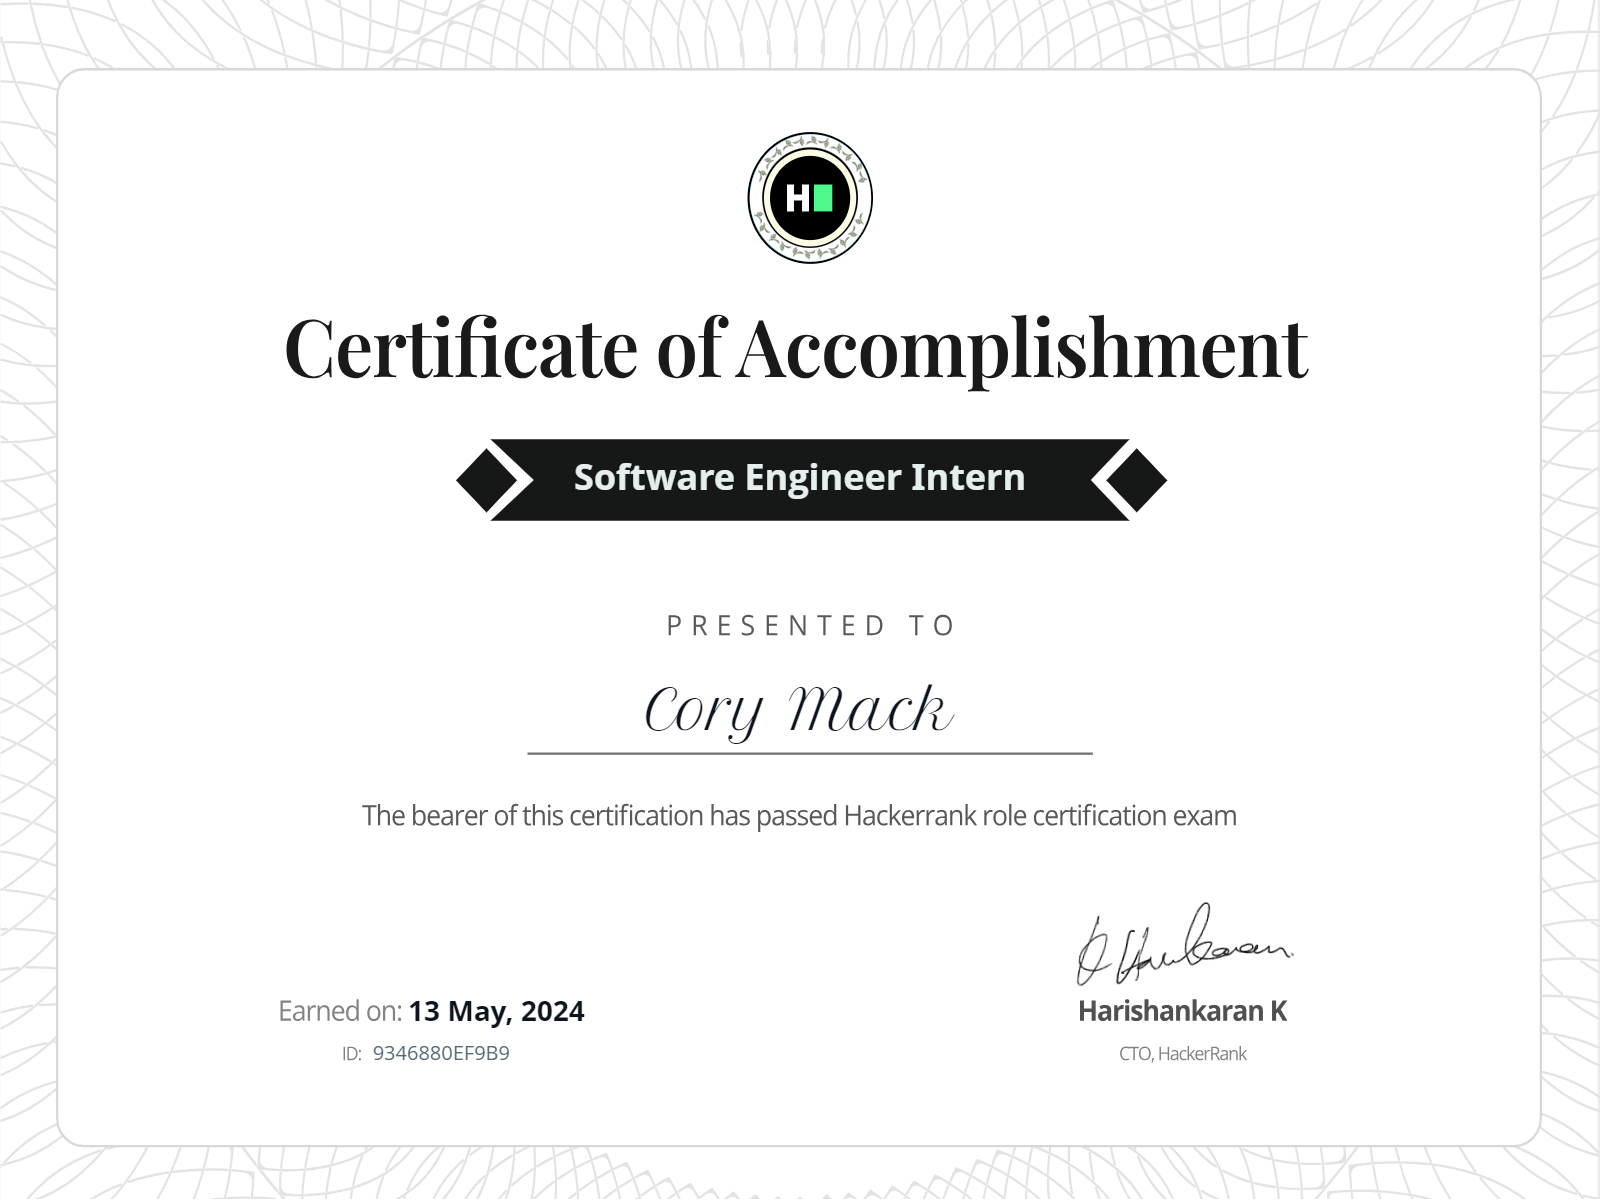 H
Certificate of Accomplishment
Software Engineer Intern
PRESENTED TO
Cory Mack
The bearer of this certification has passed Hackerrank role certification exam
Earned on: 13 May, 2024
ID: 9346880EF9B9
Harishankaran K
CTO, HackerRank